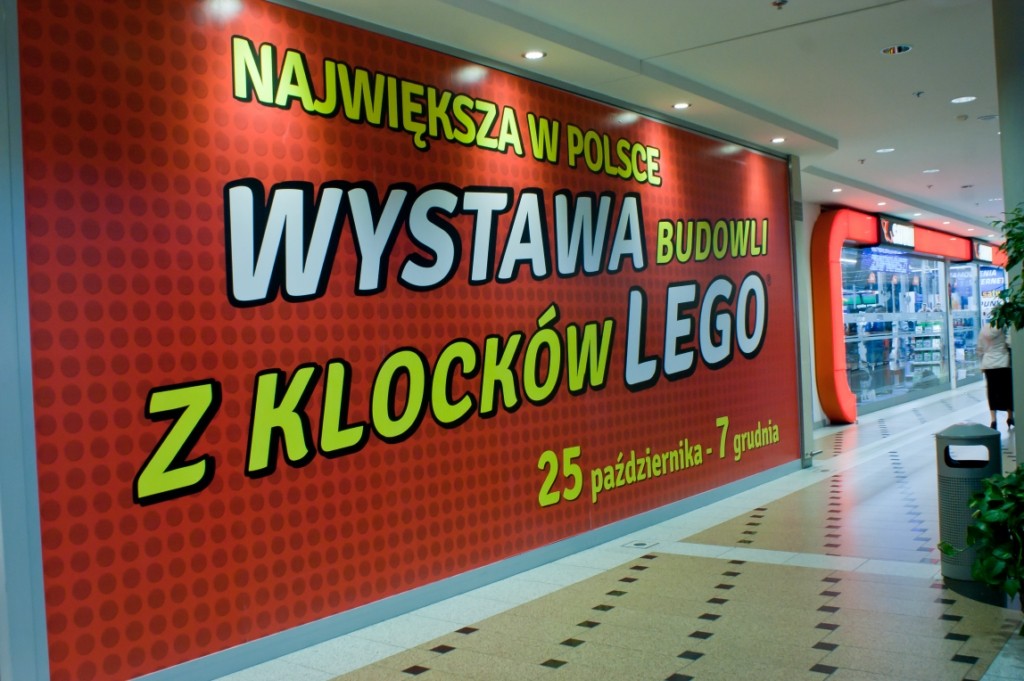 NAJWIĘKSZA W POLSCE
WYSTAWA BUDOWLI
Z KLOCKÓW LEGO
25 października - 7 grudnia